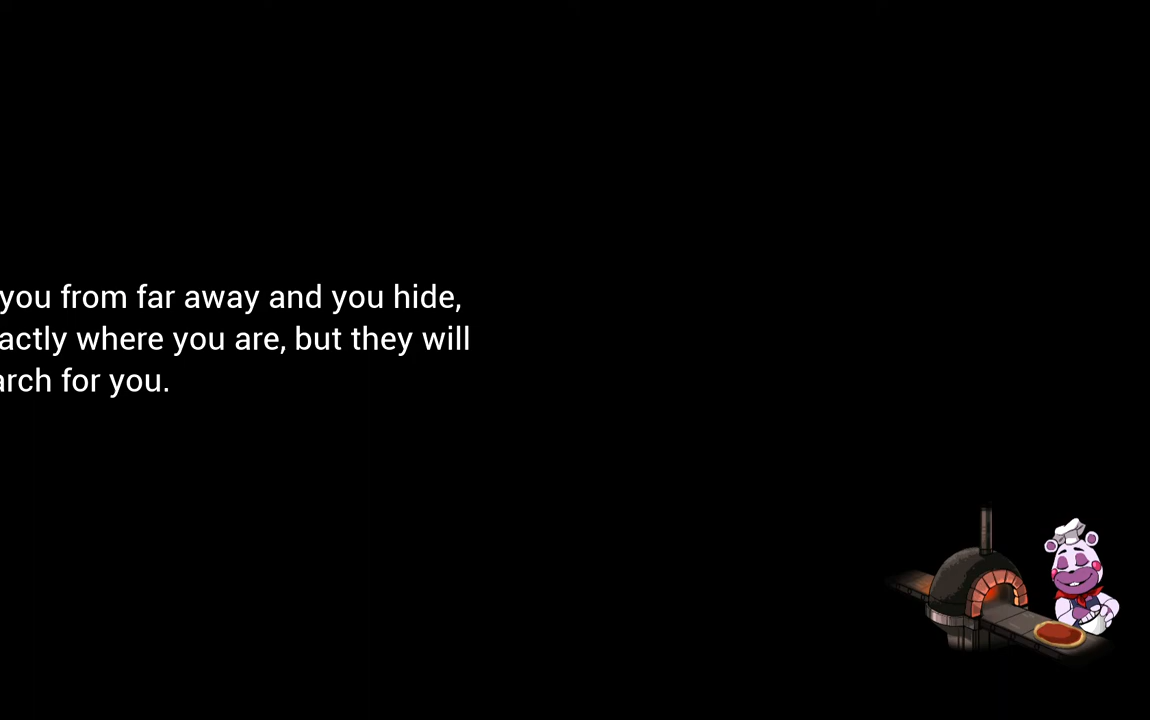 you from far away and you hide,
actly where you are, but they will
arch for you.